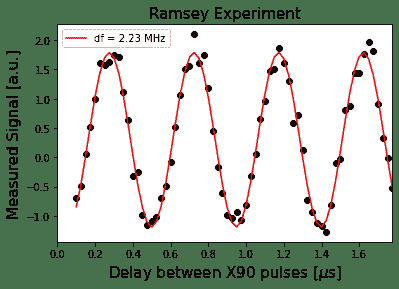 Ramsey Experiment
df = 2.23 MHz
Measured Signal [a.u.]
2.0
1.5
1.0
0.5
0.0
−0.5
−1.0
0.0 0.2 0.4 0.6 0.8 1.0 1.2 1.4 1.6
Delay between X90 pulses [μs]